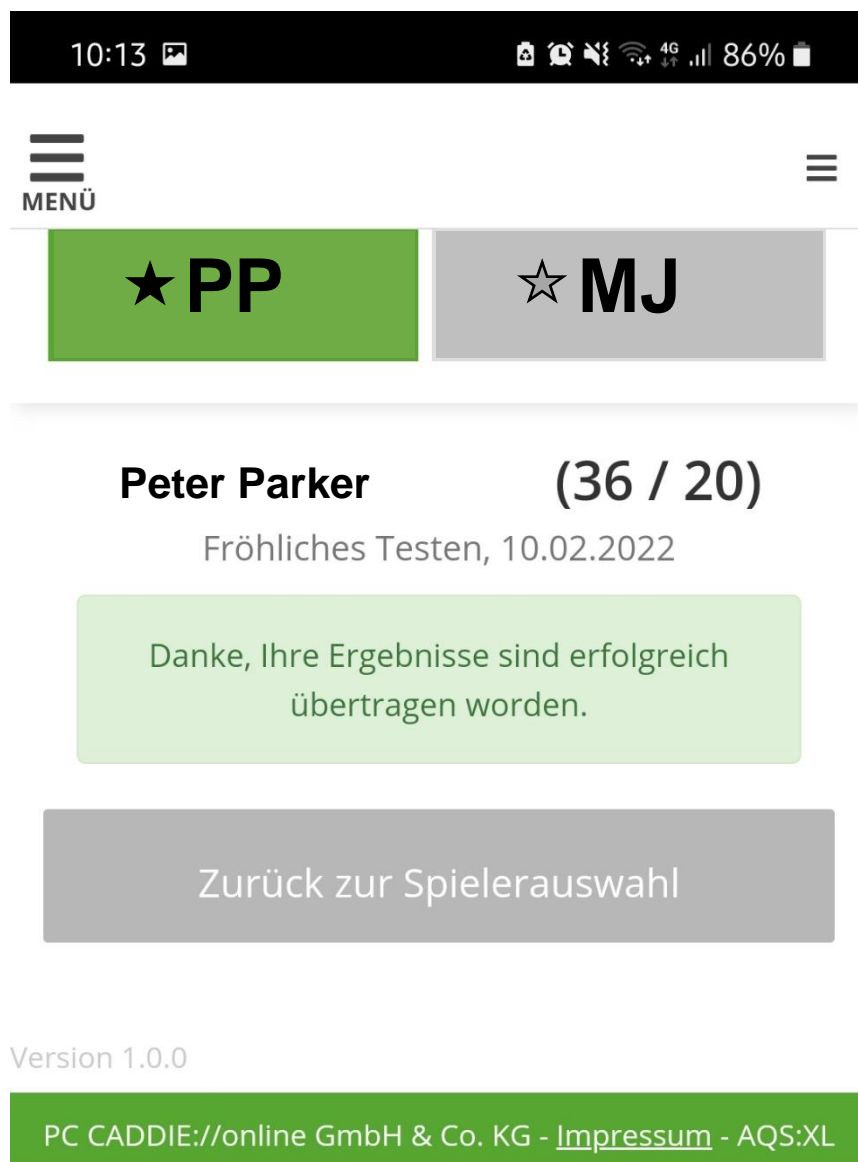 10:13 4G 86%
MENÜ
★PP ☆MJ
Peter Parker (36 / 20)
Fröhliches Testen, 10.02.2022
Danke, Ihre Ergebnisse sind erfolgreich
übertragen worden.
Zurück zur Spielerauswahl
Version 1.0.0
PC CADDIE://online GmbH & Co. KG - Impressum - AQS:XL